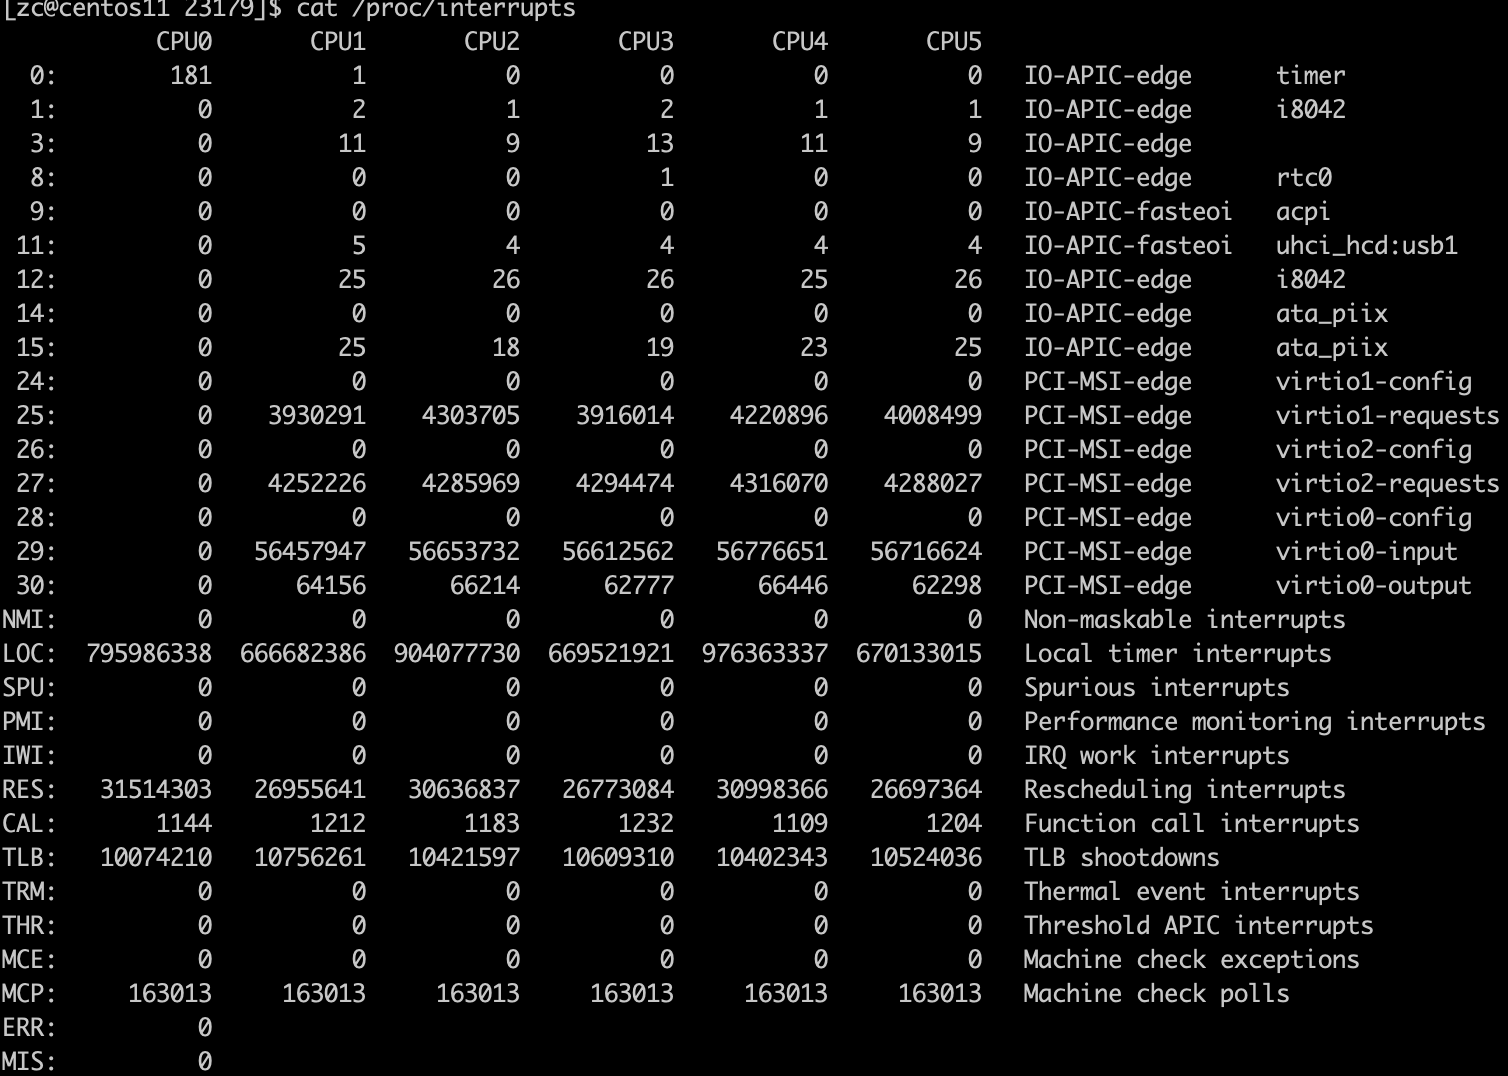 [zc@centos11 23179]$ cat /proc/interrupts
           CPU0       CPU1       CPU2       CPU3       CPU4       CPU5
  0:        181          1          0          0          0          0   IO-APIC-edge      timer
  1:          0          2          1          2          1          1   IO-APIC-edge      i8042
  3:          0         11          9         13         11          9   IO-APIC-edge
  8:          0          0          0          1          0          0   IO-APIC-edge      rtc0
  9:          0          0          0          0          0          0   IO-APIC-fasteoi   acpi
 11:          0          5          4          4          4          4   IO-APIC-fasteoi   uhci_hcd:usb1
 12:          0         25         26         26         25         26   IO-APIC-edge      i8042
 14:          0          0          0          0          0          0   IO-APIC-edge      ata_piix
 15:          0         25         18         19         23         25   IO-APIC-edge      ata_piix
 24:          0          0          0          0          0          0   PCI-MSI-edge      virtio1-config
 25:          0    3930291    4303705    3916014    4220896    4008499   PCI-MSI-edge      virtio1-requests
 26:          0          0          0          0          0          0   PCI-MSI-edge      virtio2-config
 27:          0    4252226    4285969    4294474    4316070    4288027   PCI-MSI-edge      virtio2-requests
 28:          0          0          0          0          0          0   PCI-MSI-edge      virtio0-config
 29:          0   56457947   56653732   56612562   56776651   56716624   PCI-MSI-edge      virtio0-input
 30:          0      64156      66214      62777      66446      62298   PCI-MSI-edge      virtio0-output
NMI:          0          0          0          0          0          0   Non-maskable interrupts
LOC:  795986338  666682386  904077730  669521921  976363337  670133015   Local timer interrupts
SPU:          0          0          0          0          0          0   Spurious interrupts
PMI:          0          0          0          0          0          0   Performance monitoring interrupts
IWI:          0          0          0          0          0          0   IRQ work interrupts
RES:   31514303   26955641   30636837   26773084   30998366   26697364   Rescheduling interrupts
CAL:       1144       1212       1183       1232       1109       1204   Function call interrupts
TLB:   10074210   10756261   10421597   10609310   10402343   10524036   TLB shootdowns
TRM:          0          0          0          0          0          0   Thermal event interrupts
THR:          0          0          0          0          0          0   Threshold APIC interrupts
MCE:          0          0          0          0          0          0   Machine check exceptions
MCP:     163013     163013     163013     163013     163013     163013   Machine check polls
ERR:          0
MIS:          0